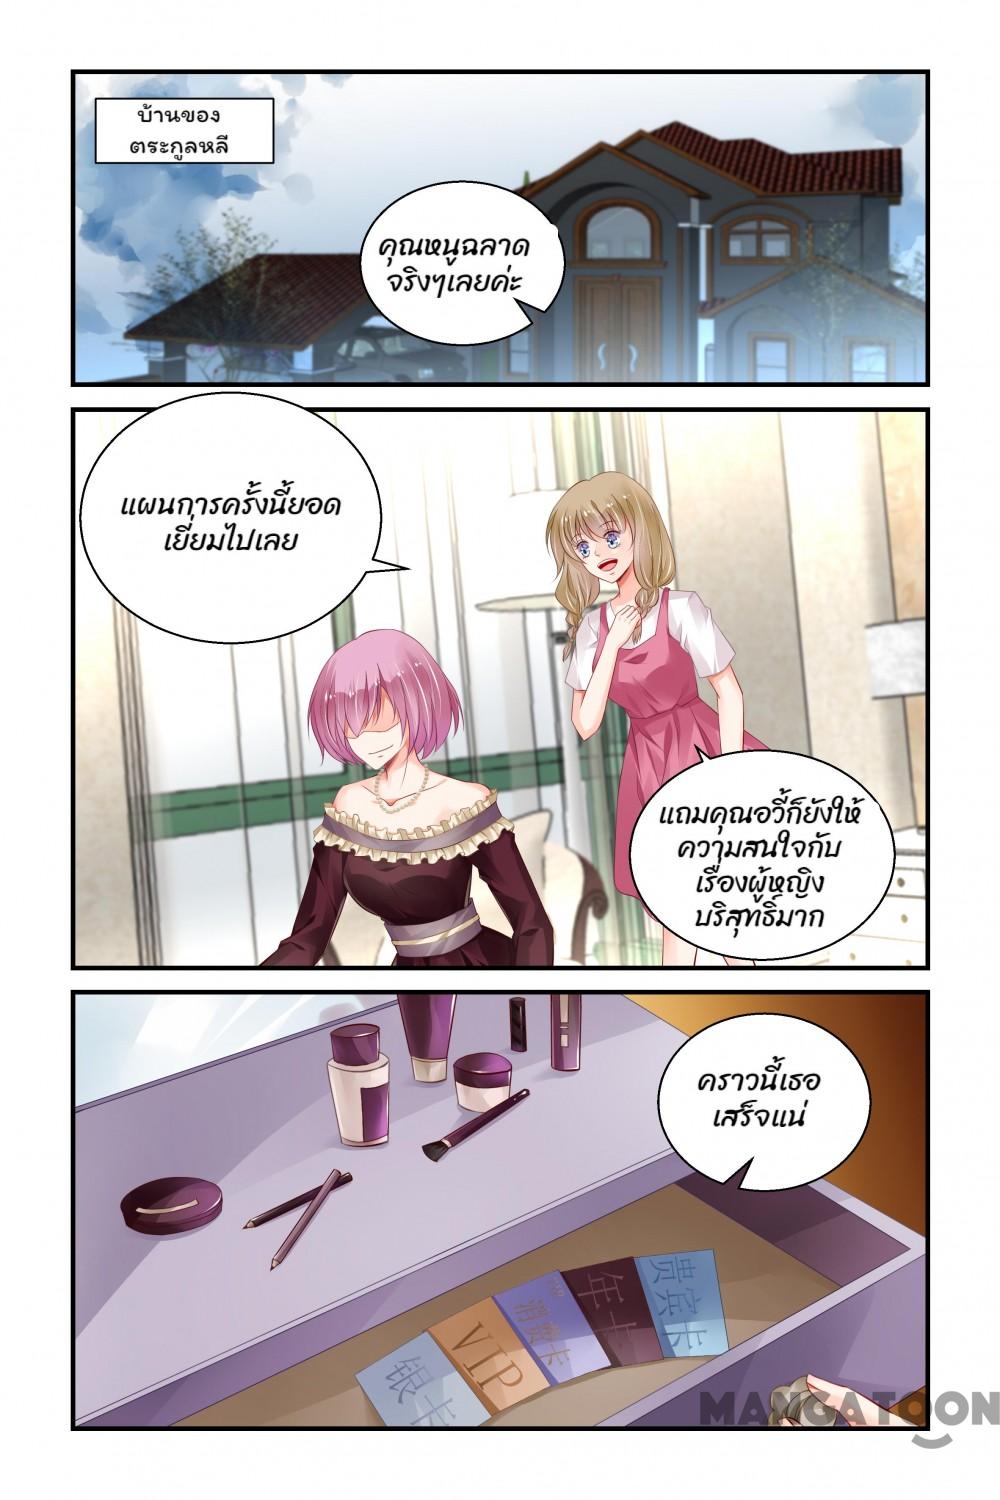 บ้านของ
ตระกูลหลี
คุณหนูฉลาด
จริงๆเลยค่ะ
แผนการครั้งนี้ยอด
เยี่ยมไปเลย
แถมคุณอวี้ก็ยังให้
ความสนใจกับ
เรื่องผู้หญิง
บริสุทธิ์มาก
คราวนี้เธอ
เสร็จแน่
银卡
VIP
消费卡
年卡
贵宾卡
MANGATOON